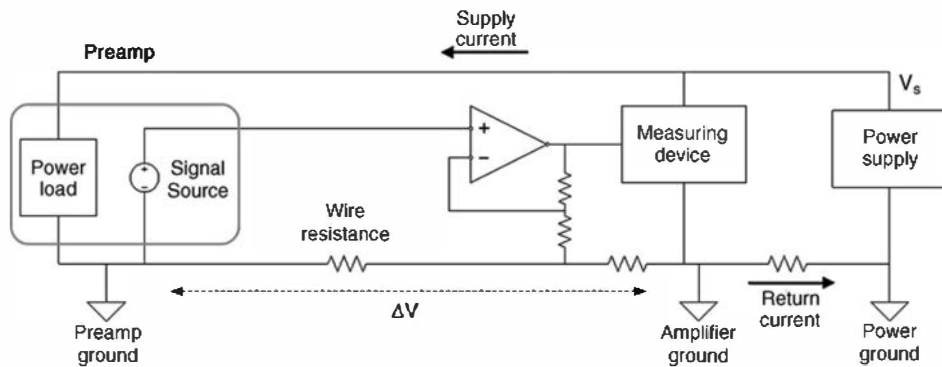 Supply
current
Preamp
Vs
Power
load
+
−
Signal
Source
+
−
Measuring
device
Power
supply
Wire
resistance
ΔV
Return
current
Preamp
ground
Amplifier
ground
Power
ground